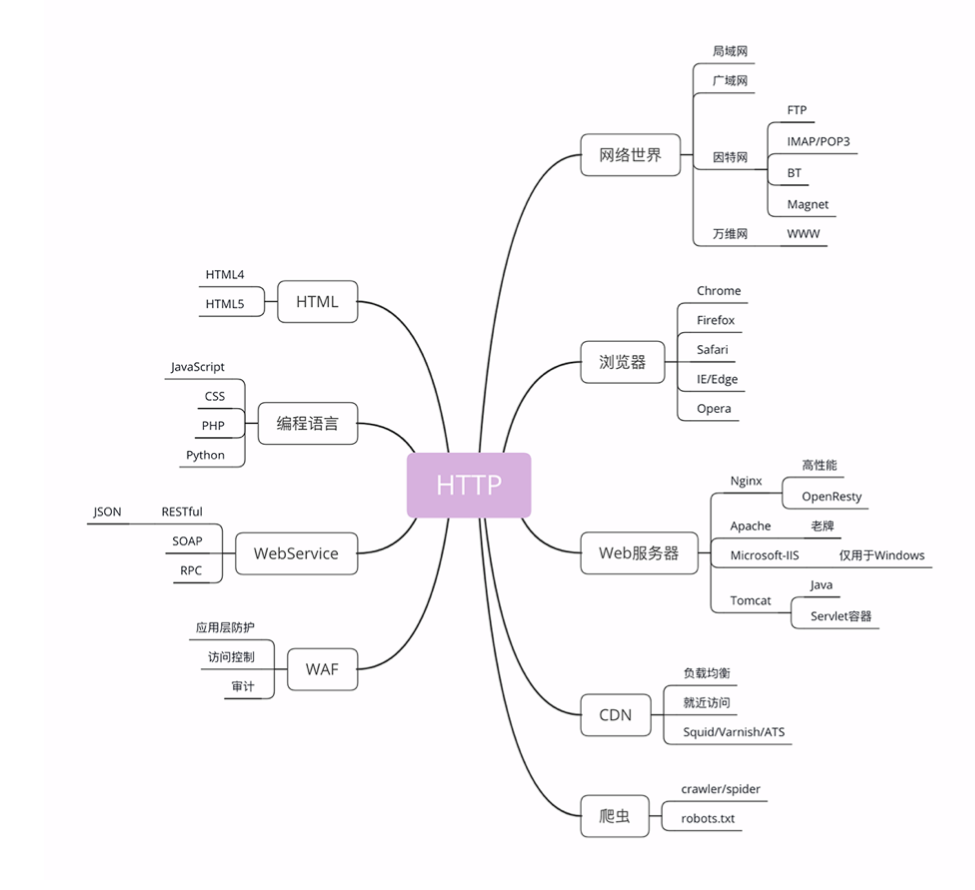 HTTP
网络世界
局域网
广域网
因特网
FTP
IMAP/POP3
BT
Magnet
万维网
WWW
浏览器
Chrome
Firefox
Safari
IE/Edge
Opera
Web服务器
Nginx
高性能
OpenResty
Apache
老牌
Microsoft-IIS
仅用于Windows
Tomcat
Java
Servlet容器
CDN
负载均衡
就近访问
Squid/Varnish/ATS
爬虫
crawler/spider
robots.txt
HTML
HTML4
HTML5
编程语言
JavaScript
CSS
PHP
Python
WebService
RESTful
JSON
SOAP
RPC
WAF
应用层防护
访问控制
审计